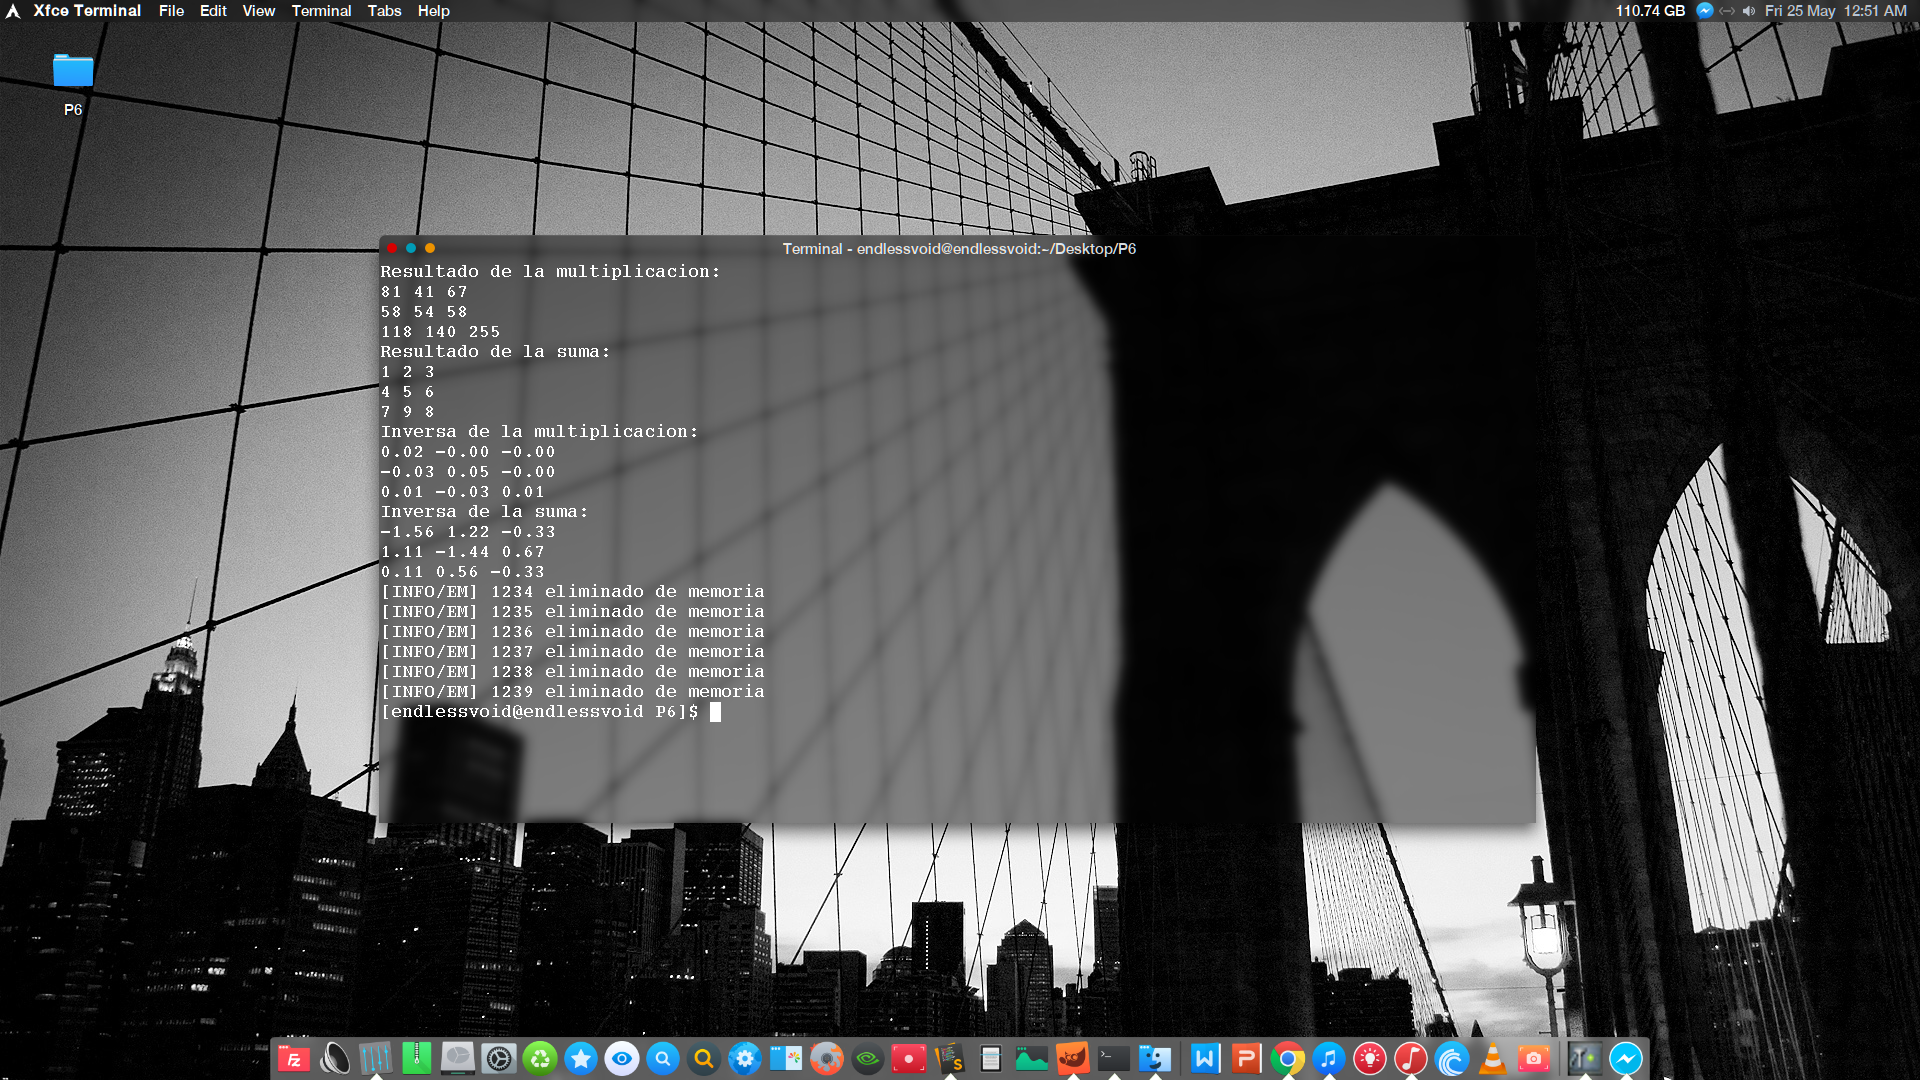 Xfce Terminal File Edit View Terminal Tabs Help 110.74 GB Fri 25 May 12:51 AM
P6
Terminal - endlessvoid@endlessvoid:~/Desktop/P6
Resultado de la multiplicacion:
81 41 67
58 54 58
118 140 255
Resultado de la suma:
1 2 3
4 5 6
7 9 8
Inversa de la multiplicacion:
0.02 -0.00 -0.00
-0.03 0.05 -0.00
0.01 -0.03 0.01
Inversa de la suma:
-1.56 1.22 -0.33
1.11 -1.44 0.67
0.11 0.56 -0.33
[INFO/EM] 1234 eliminado de memoria
[INFO/EM] 1235 eliminado de memoria
[INFO/EM] 1236 eliminado de memoria
[INFO/EM] 1237 eliminado de memoria
[INFO/EM] 1238 eliminado de memoria
[INFO/EM] 1239 eliminado de memoria
[endlessvoid@endlessvoid P6]$